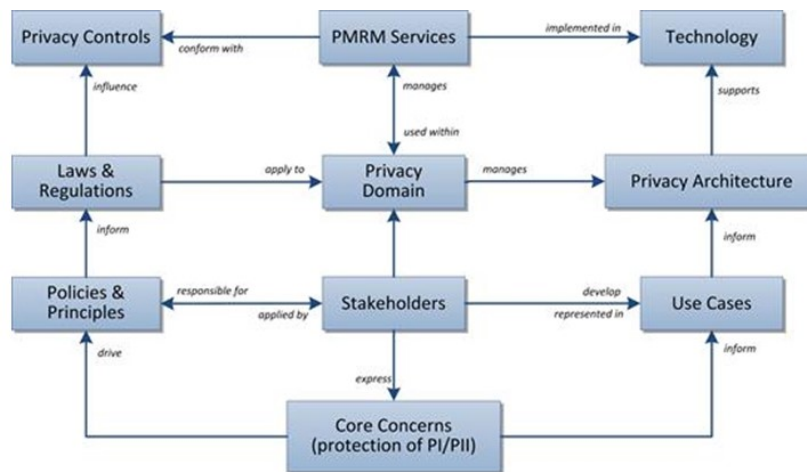 Privacy Controls
conform with
PMRM Services
implemented in
Technology
influence
manages
supports
used within
Laws &
Regulations
apply to
Privacy
Domain
manages
Privacy Architecture
inform
inform
Policies &
Principles
responsible for
applied by
Stakeholders
develop
represented in
Use Cases
drive
express
inform
Core Concerns
(protection of PI/PII)